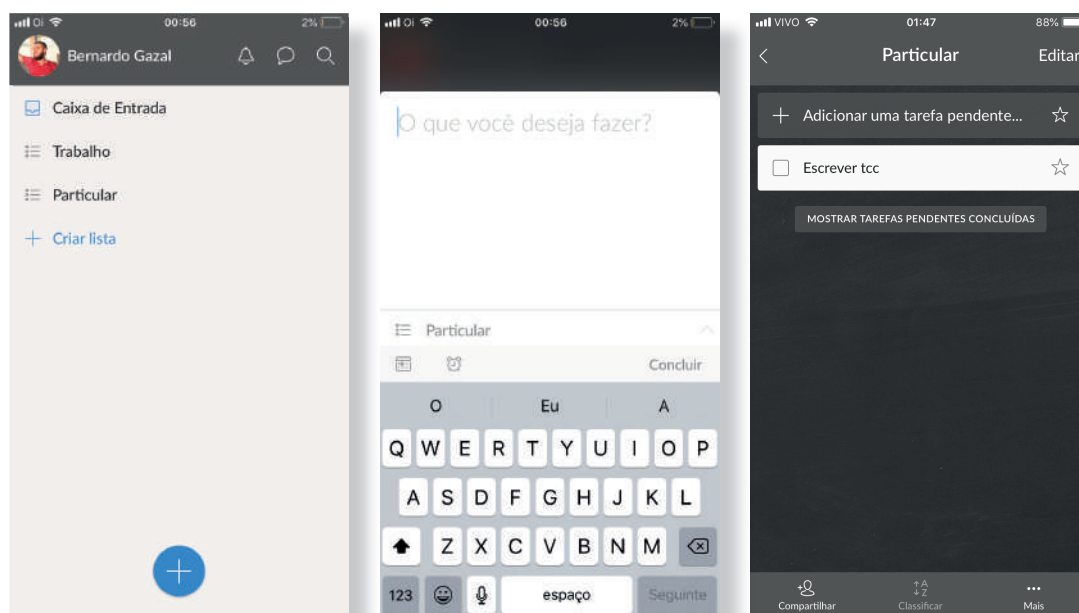 Oi 00:56 2%
Bernardo Gazal
Caixa de Entrada
Trabalho
Particular
Criar lista
Oi 00:56 2%
O que você deseja fazer?
Particular
Concluir
O Eu A
Q W E R T Y U I O P
A S D F G H J K L
Z X C V B N M
123 espaço Seguinte
VIVO 01:47 88%
Particular Editar
Adicionar uma tarefa pendente...
Escrever tcc
MOSTRAR TAREFAS PENDENTES CONCLUÍDAS
A
Z
Compartilhar Classificar Mais